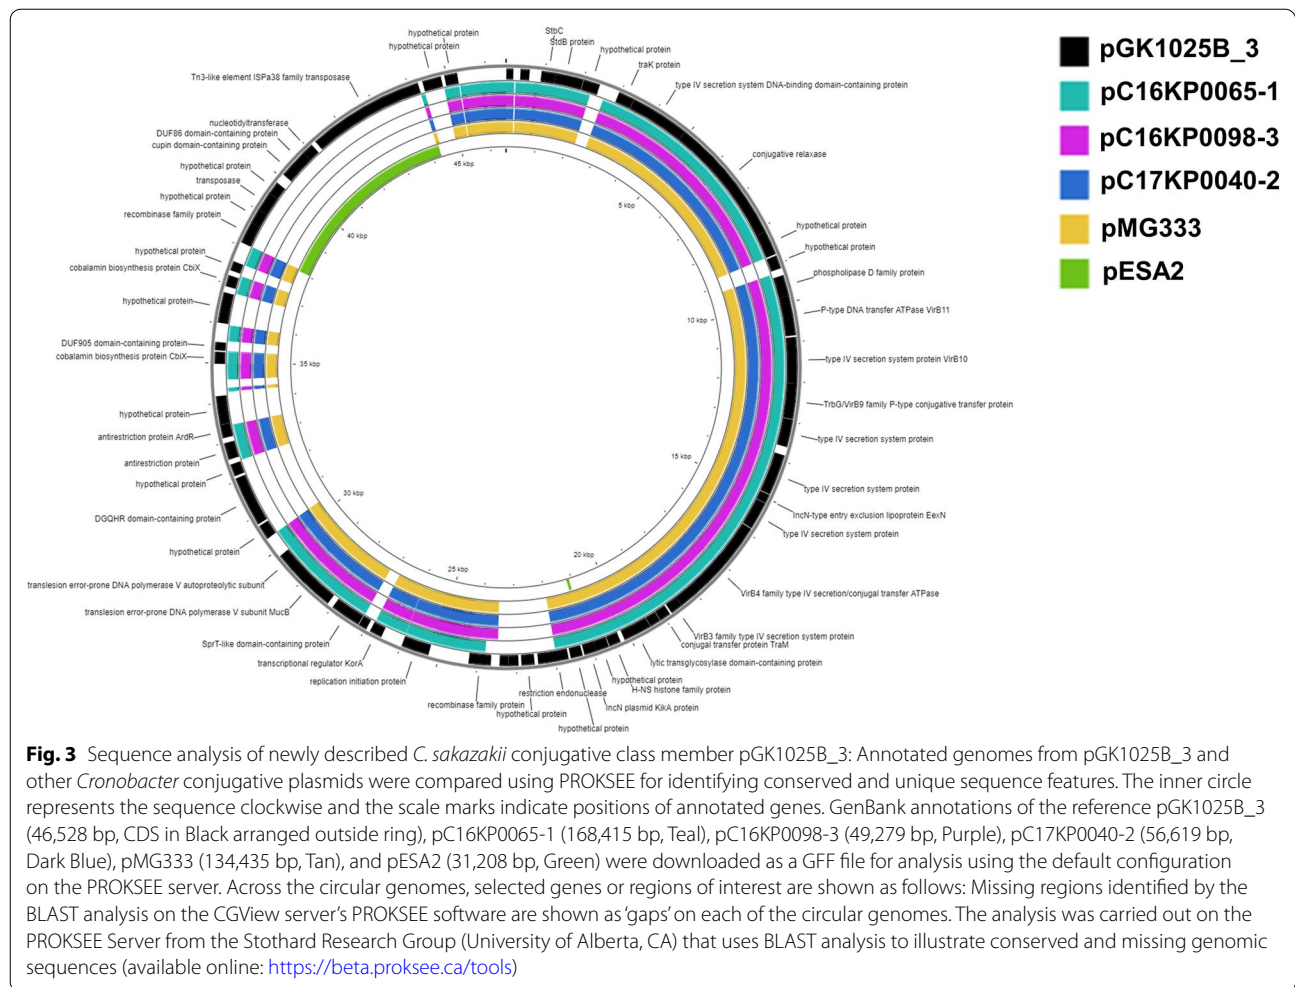 hypothetical protein
hypothetical protein
StbC
StdB protein
hypothetical protein
traK protein
type IV secretion system DNA-binding domain-containing protein
conjugative relaxase
hypothetical protein
hypothetical protein
phospholipase D family protein
P-type DNA transfer ATPase VirB11
type IV secretion system protein VirB10
TrbG/VirB9 family P-type conjugative transfer protein
type IV secretion system protein
type IV secretion system protein
IncN-type entry exclusion lipoprotein EexN
type IV secretion system protein
VirB4 family type IV secretion/conjugal transfer ATPase
VirB3 family type IV secretion system protein
conjugal transfer protein TraM
lytic transglycosylase domain-containing protein
hypothetical protein
H-NS histone family protein
IncN plasmid KikA protein
hypothetical protein
restriction endonuclease
hypothetical protein
recombinase family protein
replication initiation protein
transcriptional regulator KorA
SprT-like domain-containing protein
translesion error-prone DNA polymerase V subunit MucB
translesion error-prone DNA polymerase V autoproteolytic subunit
hypothetical protein
DGQHR domain-containing protein
hypothetical protein
antirestriction protein
antirestriction protein ArdR
hypothetical protein
cobalamin biosynthesis protein CbiX
DUF905 domain-containing protein
hypothetical protein
cobalamin biosynthesis protein CbiX
hypothetical protein
recombinase family protein
hypothetical protein
transposase
hypothetical protein
cupin domain-containing protein
DUF86 domain-containing protein
nucleotidyltransferase
Tn3-like element ISPa38 family transposase
5 kbp
10 kbp
15 kbp
20 kbp
25 kbp
30 kbp
35 kbp
40 kbp
45 kbp
pGK1025B_3
pC16KP0065-1
pC16KP0098-3
pC17KP0040-2
pMG333
pESA2
Fig. 3 Sequence analysis of newly described C. sakazakii conjugative class member pGK1025B_3: Annotated genomes from pGK1025B_3 and
other Cronobacter conjugative plasmids were compared using PROKSEE for identifying conserved and unique sequence features. The inner circle
represents the sequence clockwise and the scale marks indicate positions of annotated genes. GenBank annotations of the reference pGK1025B_3
(46,528 bp, CDS in Black arranged outside ring), pC16KP0065-1 (168,415 bp, Teal), pC16KP0098-3 (49,279 bp, Purple), pC17KP0040-2 (56,619 bp,
Dark Blue), pMG333 (134,435 bp, Tan), and pESA2 (31,208 bp, Green) were downloaded as a GFF file for analysis using the default configuration
on the PROKSEE server. Across the circular genomes, selected genes or regions of interest are shown as follows: Missing regions identified by the
BLAST analysis on the CGView server's PROKSEE software are shown as 'gaps' on each of the circular genomes. The analysis was carried out on the
PROKSEE Server from the Stothard Research Group (University of Alberta, CA) that uses BLAST analysis to illustrate conserved and missing genomic
sequences (available online: https://beta.proksee.ca/tools)